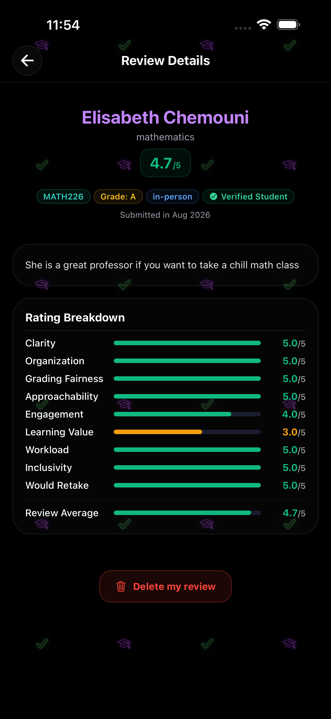 11:54
Review Details
Elisabeth Chemouni
mathematics
4.7/5
MATH226 Grade: A in-person Verified Student
Submitted in Aug 2026
She is a great professor if you want to take a chill math class
Rating Breakdown
Clarity 5.0/5
Organization 5.0/5
Grading Fairness 5.0/5
Approachability 5.0/5
Engagement 4.0/5
Learning Value 3.0/5
Workload 5.0/5
Inclusivity 5.0/5
Would Retake 5.0/5
Review Average 4.7/5
Delete my review